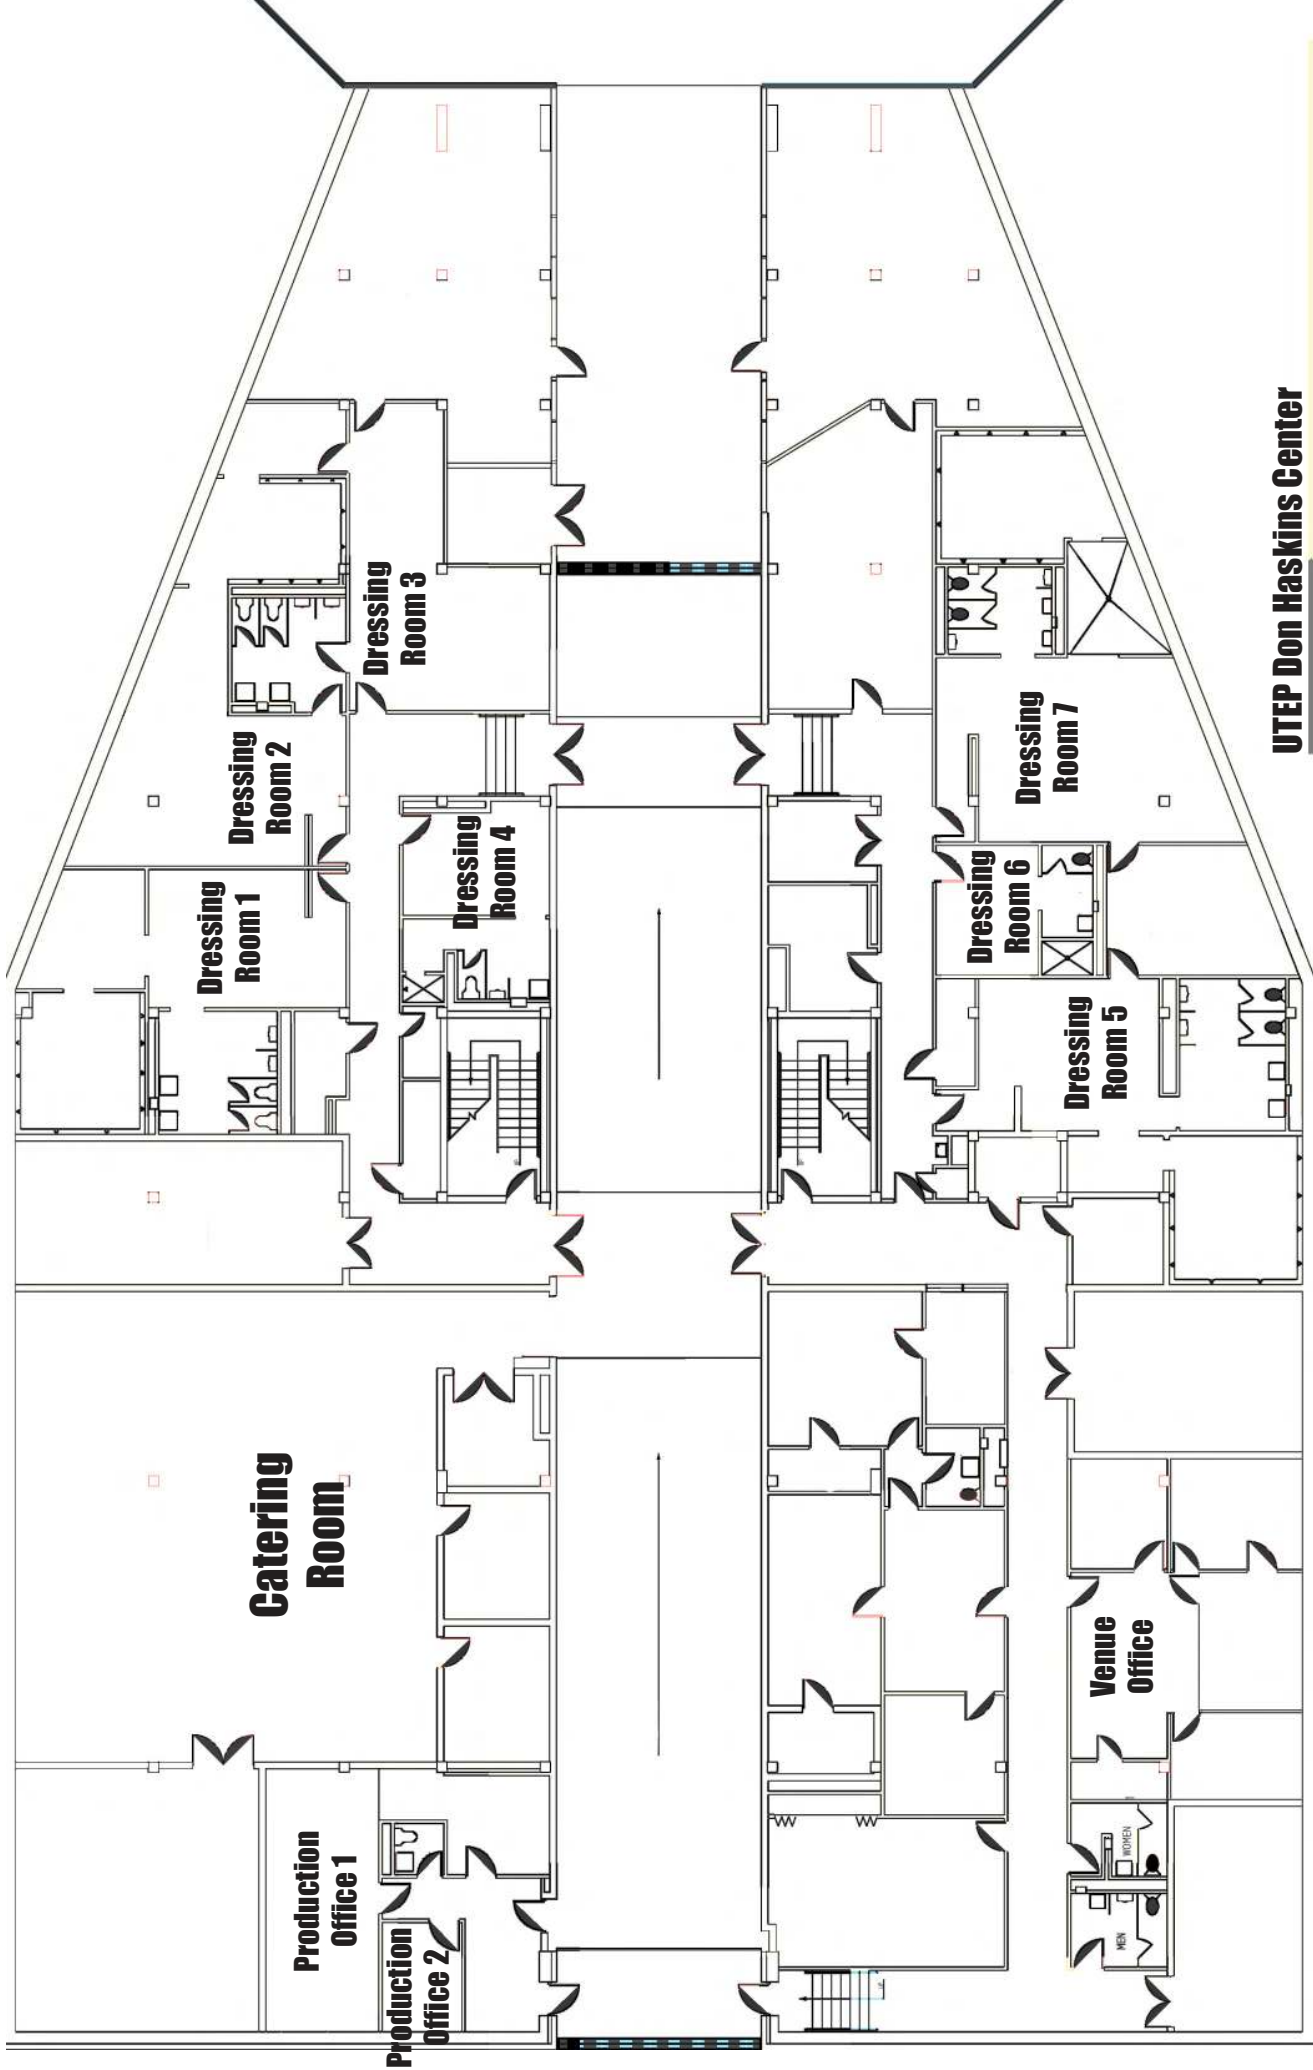 UTEP Don Haskins Center
Dressing
Room 1
Dressing
Room 2
Dressing
Room 3
Dressing
Room 4
Dressing
Room 5
Dressing
Room 6
Dressing
Room 7
Catering
Room
Production
Office 1
Production
Office 2
Venue
Office
WOMEN
MEN